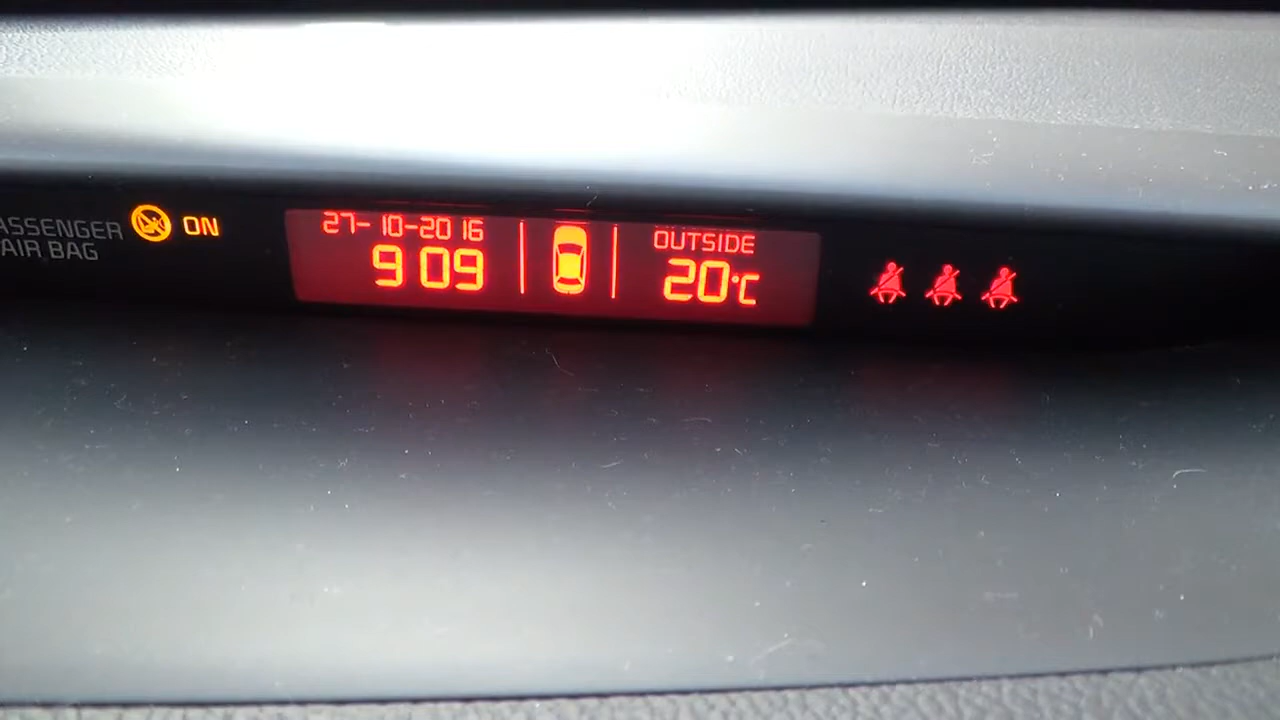 ASSENGER
AIR BAG
ON
27-10-2016
9 09
OUTSIDE
20°C